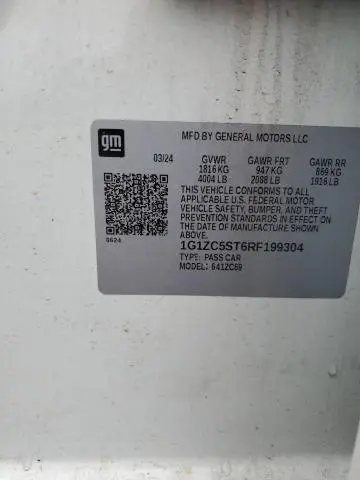 gm
MFD BY GENERAL MOTORS LLC
03/24 GVWR GAWR FRT GAWR RR
1816 KG 947 KG 869 KG
4004 LB 2088 LB 1916 LB
THIS VEHICLE CONFORMS TO ALL
APPLICABLE U.S. FEDERAL MOTOR
VEHICLE SAFETY, BUMPER, AND THEFT
PREVENTION STANDARDS IN EFFECT
ON THE DATE OF MANUFACTURE
SHOWN ABOVE.
0624
1G1ZC5ST6RF199304
TYPE: PASS CAR
MODEL: 641ZC69